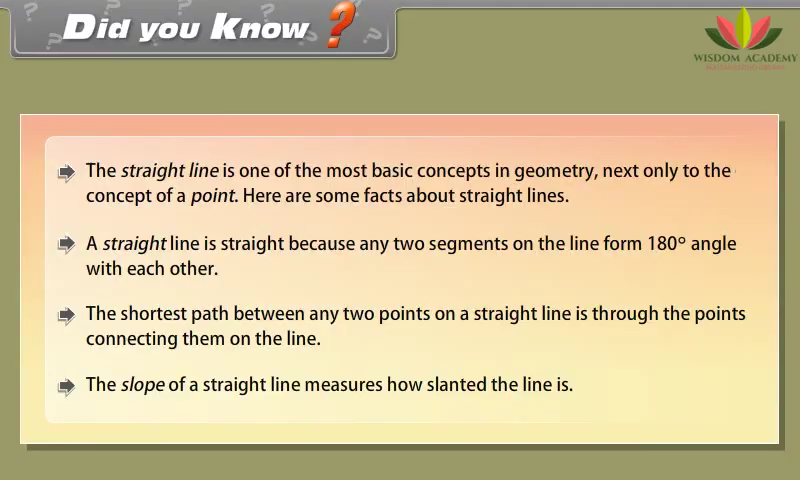 Did you Know ?
WISDOM ACADEMY
The straight line is one of the most basic concepts in geometry, next only to the
concept of a point. Here are some facts about straight lines.
A straight line is straight because any two segments on the line form 180° angle
with each other.
The shortest path between any two points on a straight line is through the points
connecting them on the line.
The slope of a straight line measures how slanted the line is.